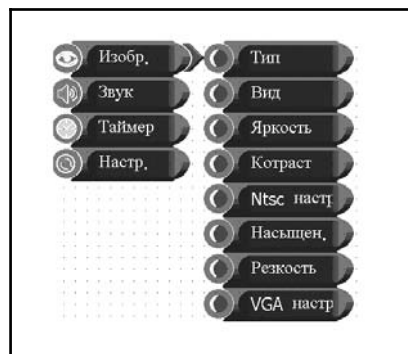 Изобр.
Звук
Таймер
Настр.
Тип
Вид
Яркость
Котраст
Ntsc настр
Насыщен.
Резкость
VGA настр